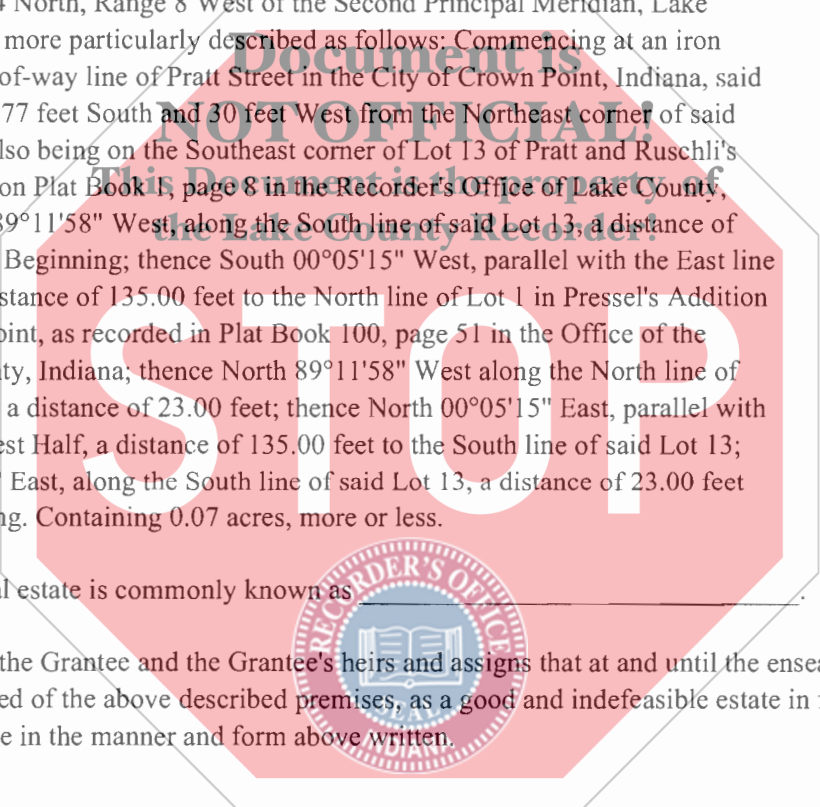 4 North, Range 8 West of the Second Principal Meridian, Lake
more particularly described as follows: Commencing at an iron
Document is
of-way line of Pratt Street in the City of Crown Point, Indiana, said
77 feet South and 30 feet West from the Northeast corner of said
NOT OFFICIAL!
lso being on the Southeast corner of Lot 13 of Pratt and Ruschli's
on Plat Book 1, page 8 in the Recorder's Office of Lake County,
This Document is the property of
89°11'58" West, along the South line of said Lot 13, a distance of
the Lake County Recorder!
Beginning; thence South 00°05'15" West, parallel with the East line
stance of 135.00 feet to the North line of Lot 1 in Pressel's Addition
oint, as recorded in Plat Book 100, page 51 in the Office of the
ty, Indiana; thence North 89°11'58" West along the North line of
a distance of 23.00 feet; thence North 00°05'15" East, parallel with
STOP
est Half, a distance of 135.00 feet to the South line of said Lot 13;
" East, along the South line of said Lot 13, a distance of 23.00 feet
ng. Containing 0.07 acres, more or less.
al estate is commonly known as
.
RECORDER'S OFFICE
the Grantee and the Grantee's heirs and assigns that at and until the ensea
ed of the above described premises, as a good and indefeasible estate in f
SEAL
e in the manner and form above written.
INDIANA